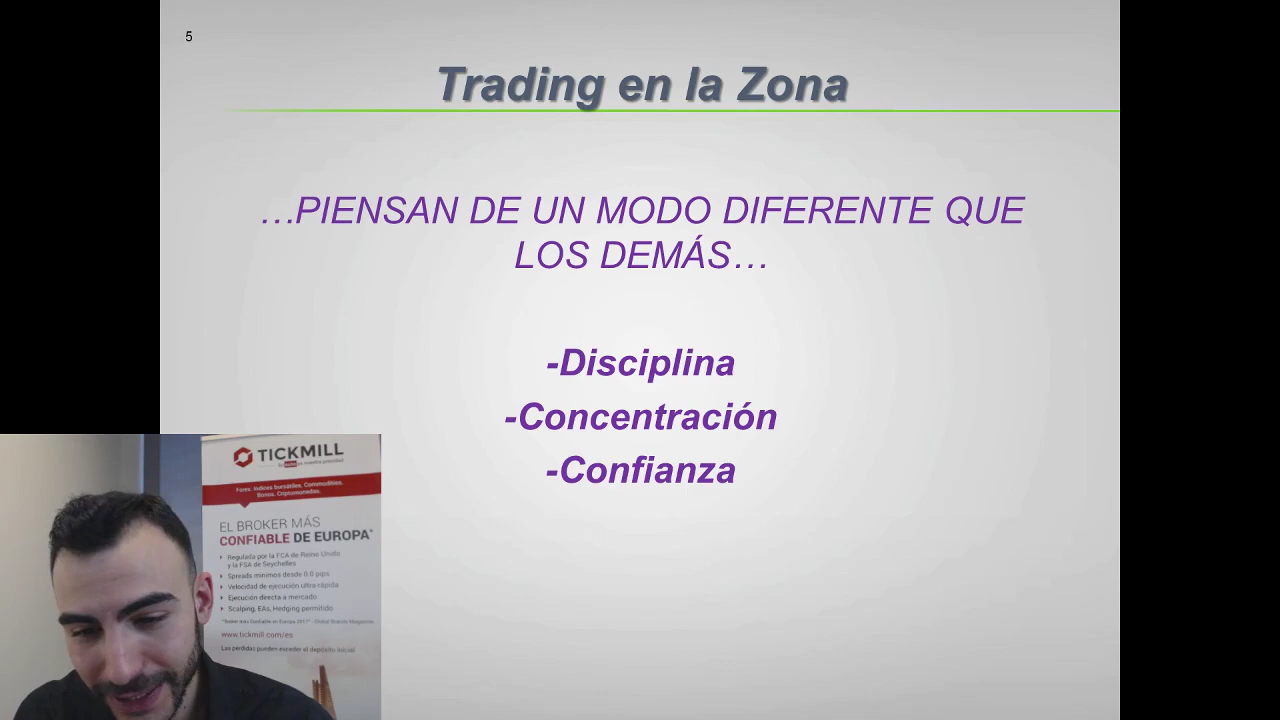 5
Trading en la Zona
…PIENSAN DE UN MODO DIFERENTE QUE
LOS DEMÁS…
-Disciplina
-Concentración
-Confianza
TICKMILL
Forex, Indices bursátiles, Commodities,
Bonos, Criptomonedas.
EL BROKER MÁS
CONFIABLE DE EUROPA*
Regulada por la FCA de Reino Unido
y la FSA de Seychelles
Spreads mínimos desde 0.0 pips
Velocidad de ejecución ultra-rápida
Ejecución directa a mercado
Scalping, EAs, Hedging permitido
www.tickmill.com/es
Las pérdidas pueden exceder el depósito inicial